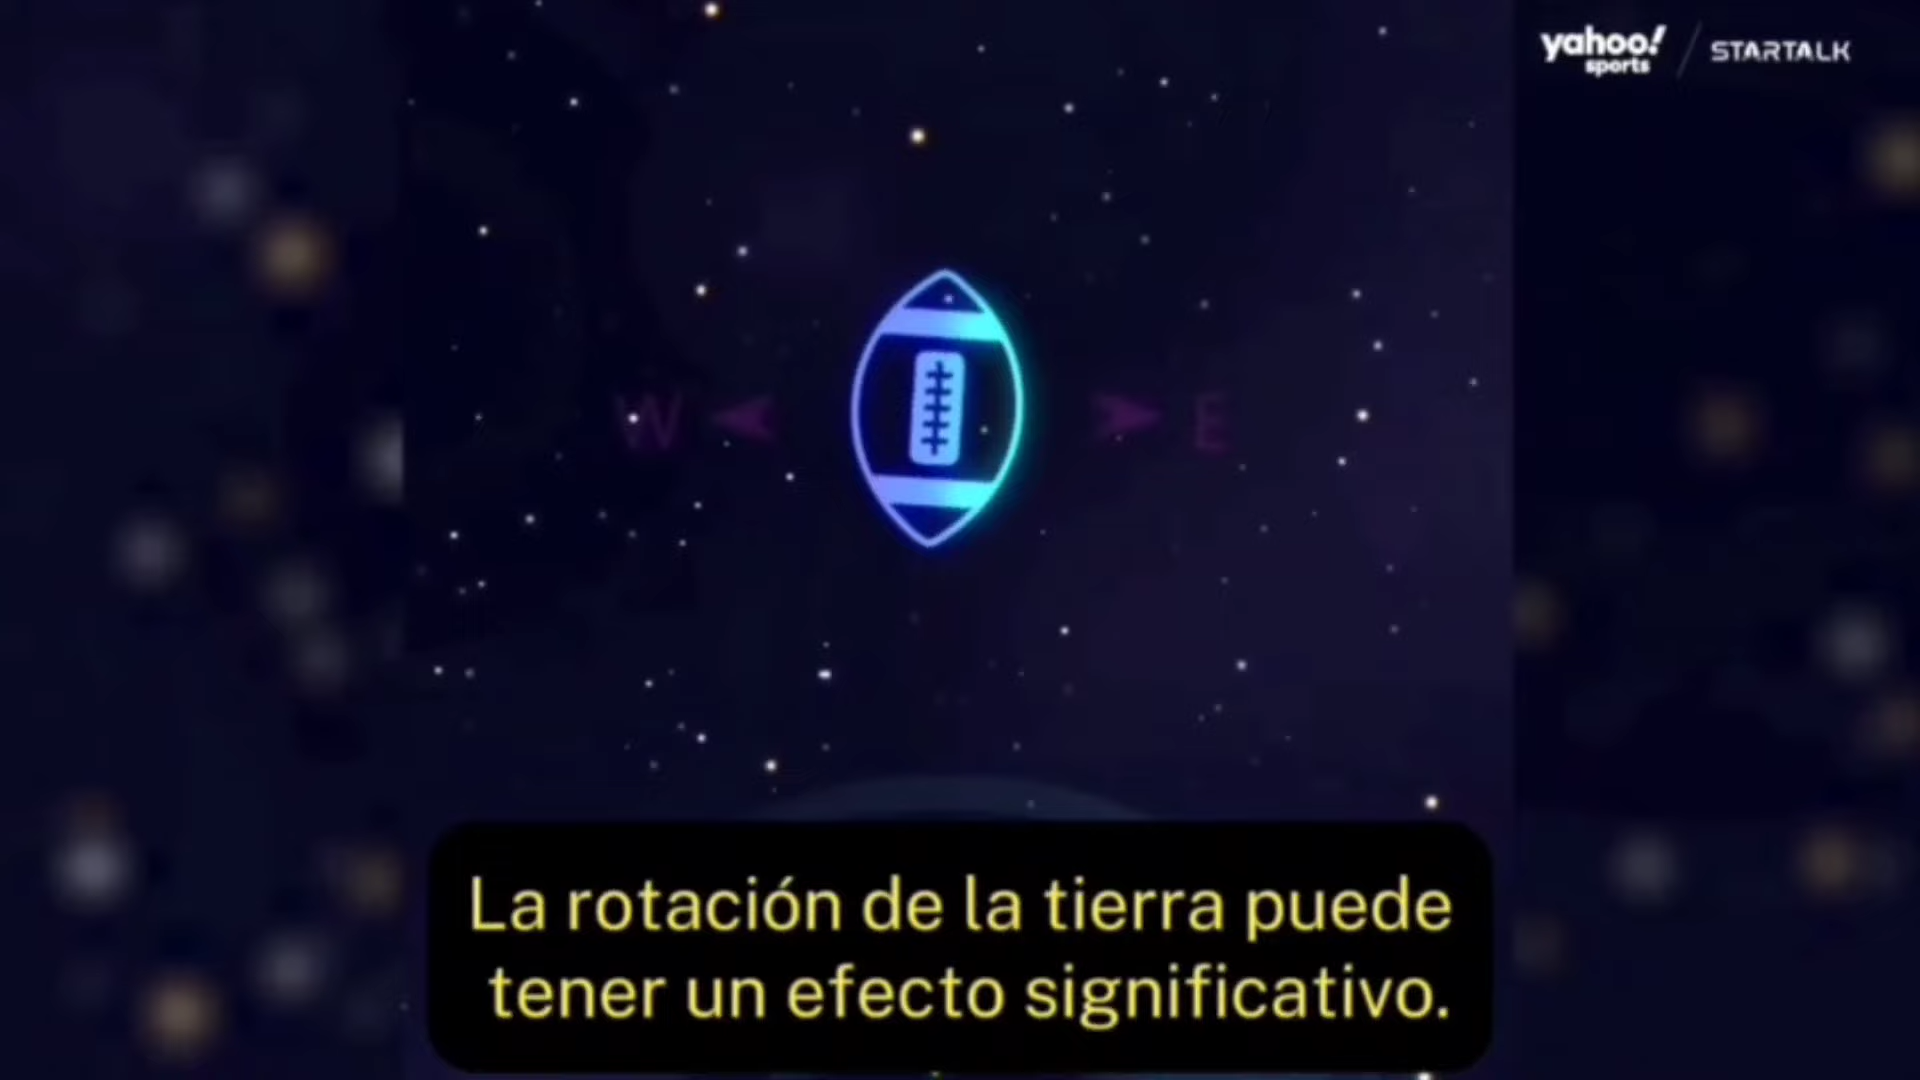 yahoo! sports / STARTALK
W E
La rotación de la tierra puede
tener un efecto significativo.